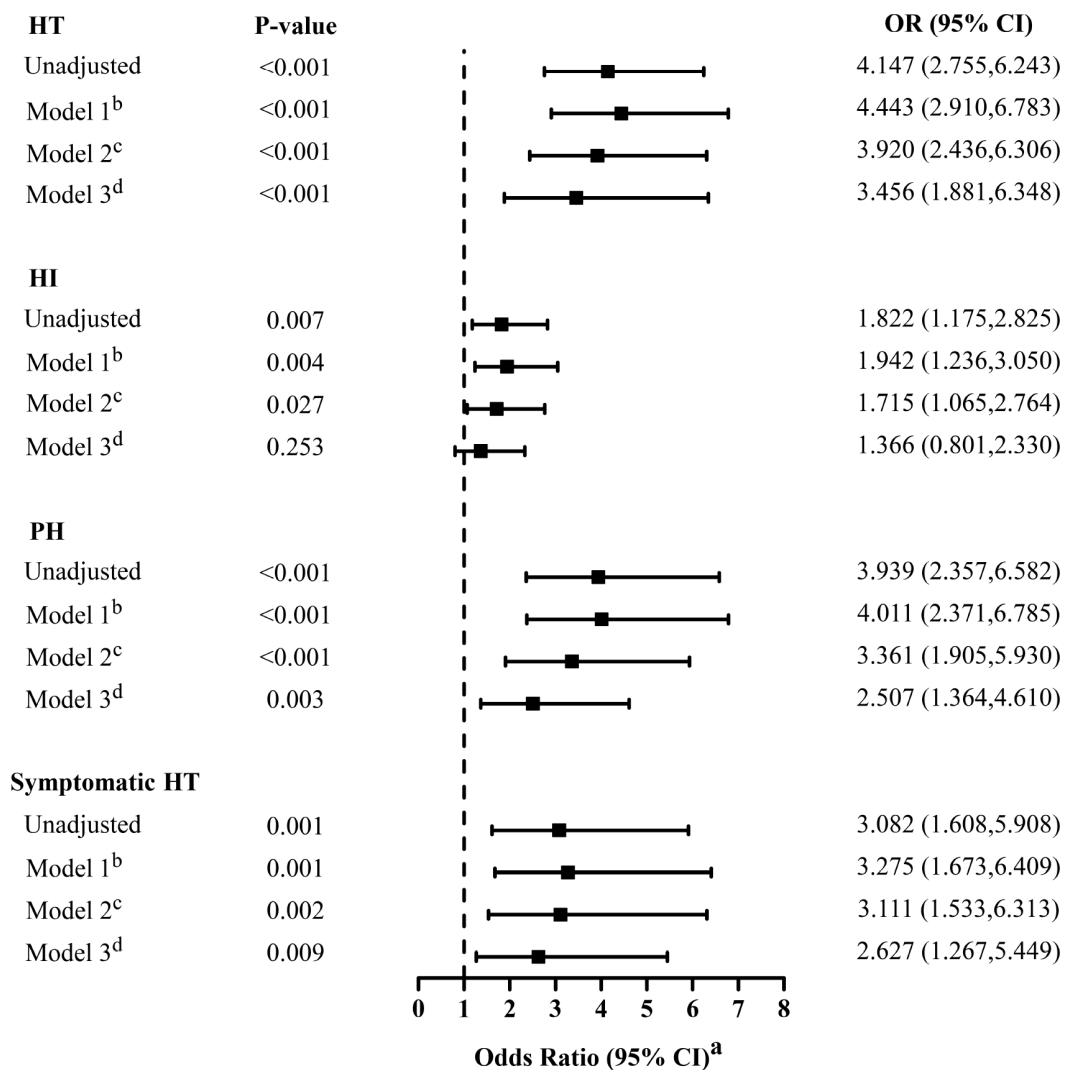 HT P-value OR (95% CI)
Unadjusted <0.001 4.147 (2.755,6.243)
Model 1b <0.001 4.443 (2.910,6.783)
Model 2c <0.001 3.920 (2.436,6.306)
Model 3d <0.001 3.456 (1.881,6.348)
HI
Unadjusted 0.007 1.822 (1.175,2.825)
Model 1b 0.004 1.942 (1.236,3.050)
Model 2c 0.027 1.715 (1.065,2.764)
Model 3d 0.253 1.366 (0.801,2.330)
PH
Unadjusted <0.001 3.939 (2.357,6.582)
Model 1b <0.001 4.011 (2.371,6.785)
Model 2c <0.001 3.361 (1.905,5.930)
Model 3d 0.003 2.507 (1.364,4.610)
Symptomatic HT
Unadjusted 0.001 3.082 (1.608,5.908)
Model 1b 0.001 3.275 (1.673,6.409)
Model 2c 0.002 3.111 (1.533,6.313)
Model 3d 0.009 2.627 (1.267,5.449)
0 1 2 3 4 5 6 7 8
Odds Ratio (95% CI)a